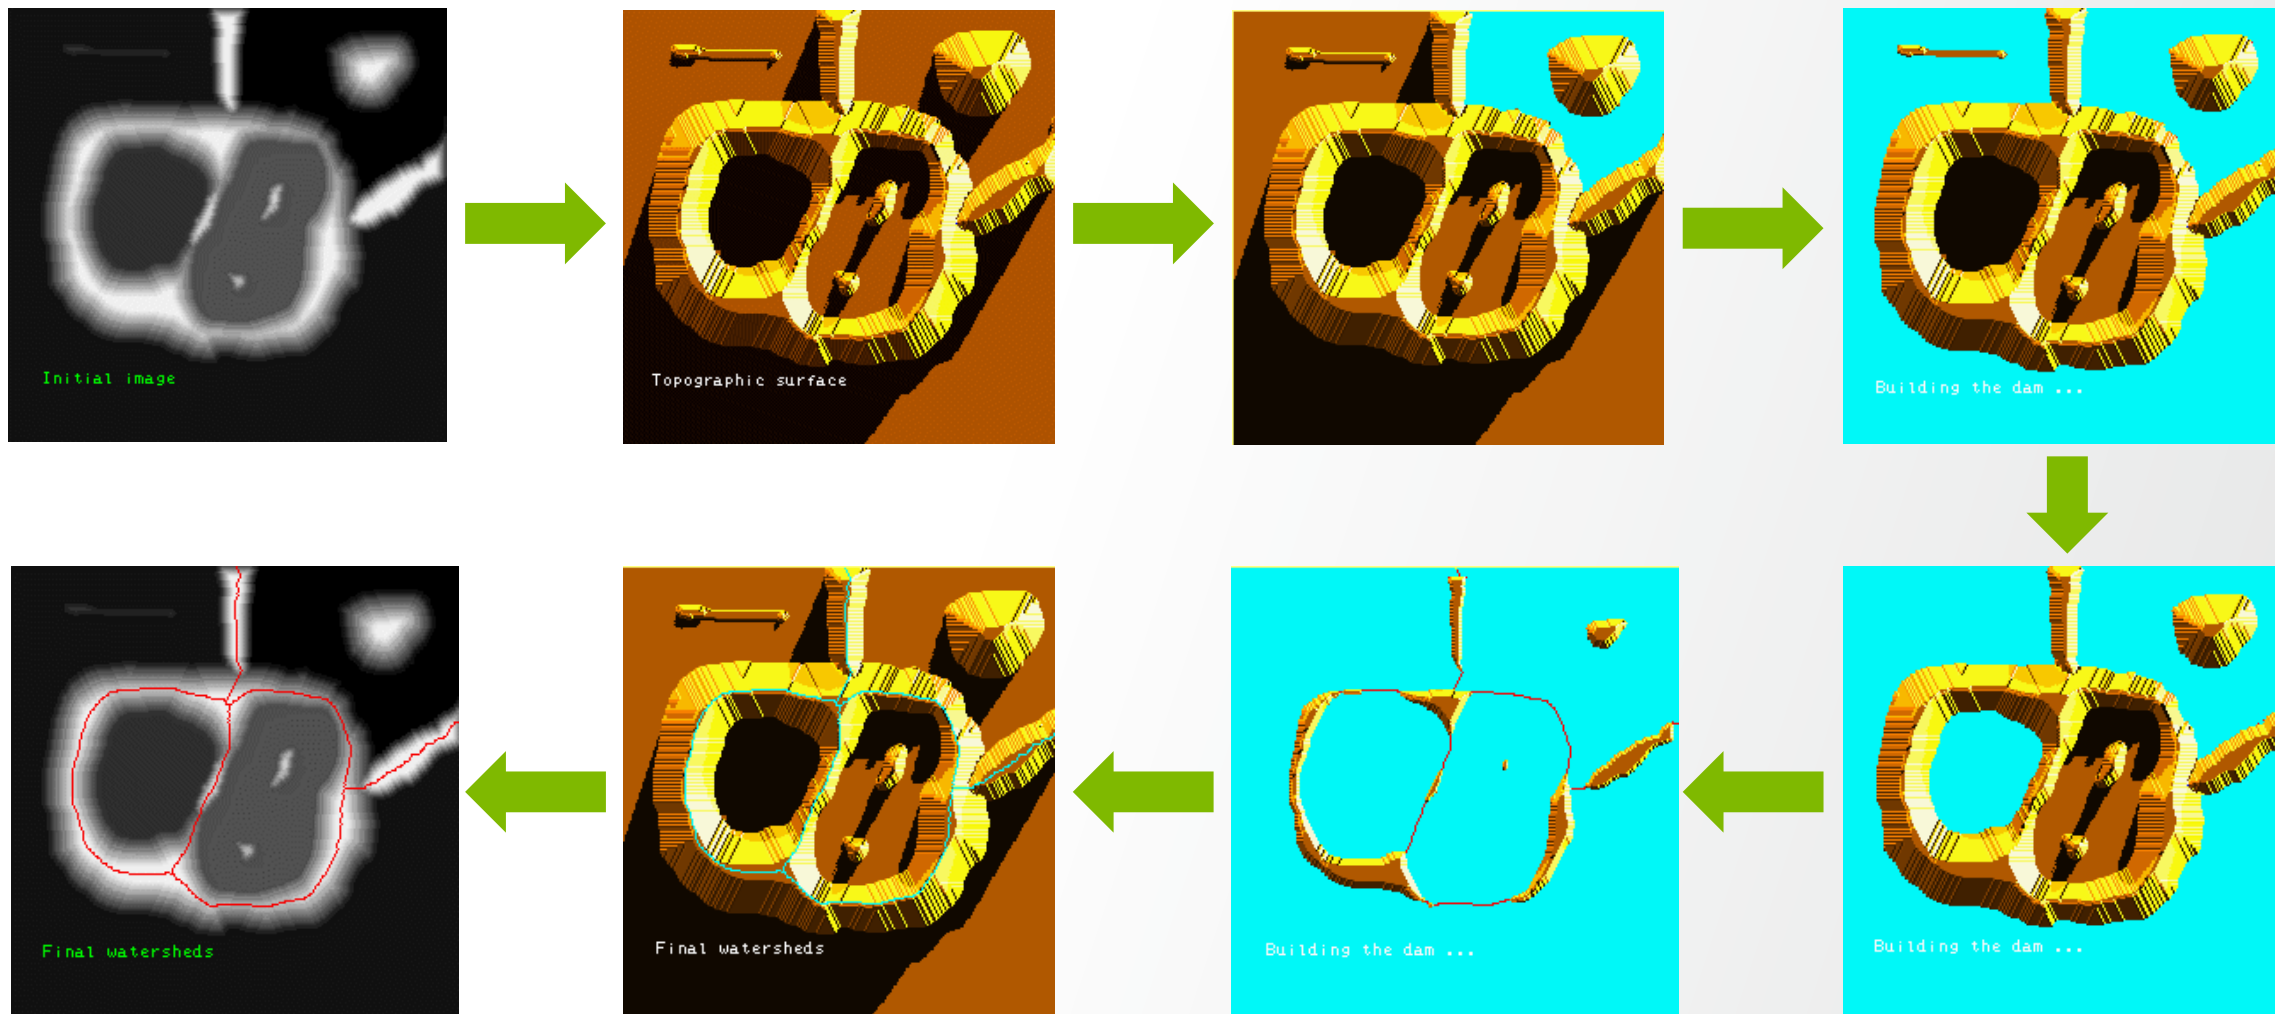 Initial image
Topographic surface
Building the dam ...
Final watersheds
Final watersheds
Building the dam ...
Building the dam ...